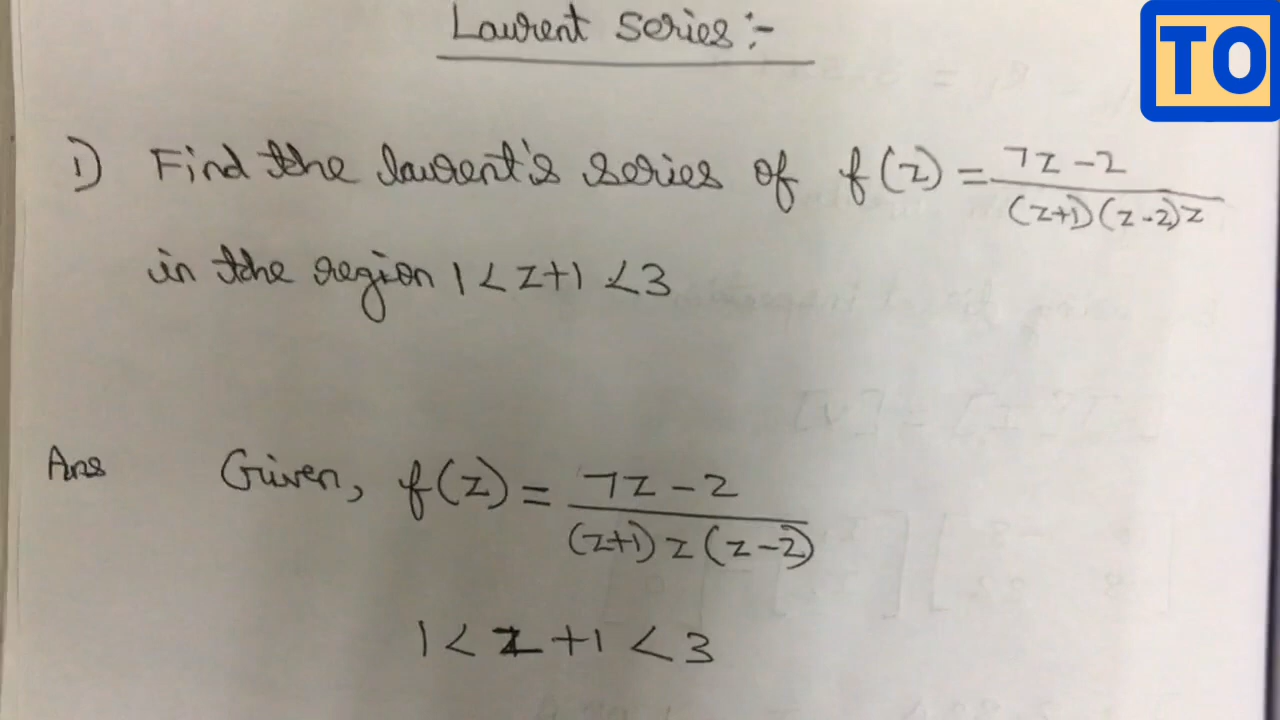 Laurent series :-
TO
1) Find the laurent's series of f(z) = 7z-2 / (z+1)(z-2)z
in the region 1 < z+1 < 3
Ans Given, f(z) = 7z-2 / (z+1) z (z-2)
1 < z+1 < 3